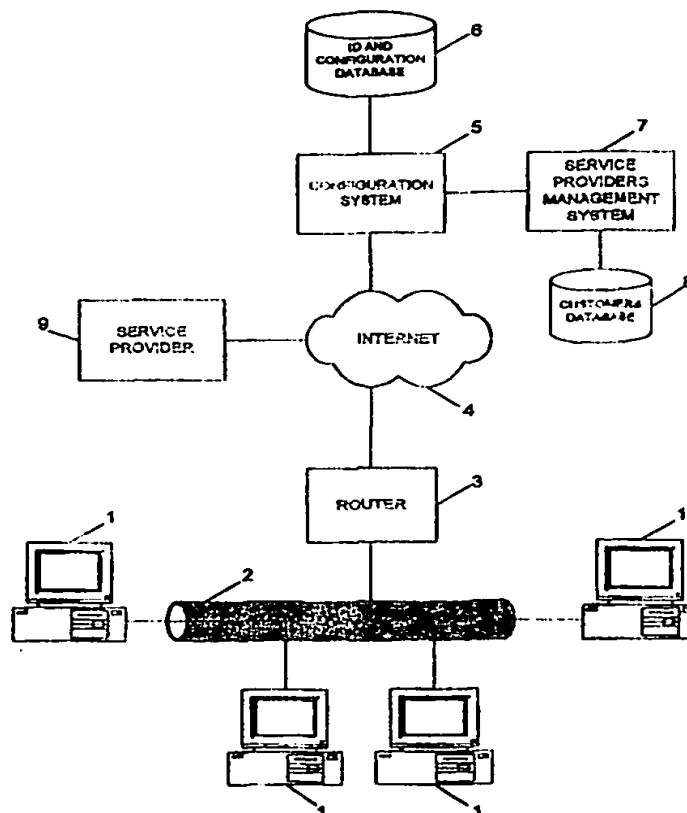 6
ID AND
CONFIGURATION
DATABASE
5
7
CONFIGURATION
SYSTEM
SERVICE
PROVIDERS
MANAGEMENT
SYSTEM
8
CUSTOMERS
DATABASE
9
SERVICE
PROVIDER
INTERNET
4
3
ROUTER
1
1
2
1
1